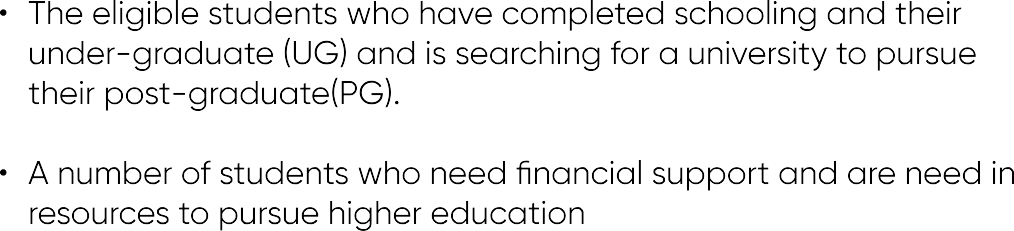 • The eligible students who have completed schooling and their
under-graduate (UG) and is searching for a university to pursue
their post-graduate(PG).
• A number of students who need financial support and are need in
resources to pursue higher education